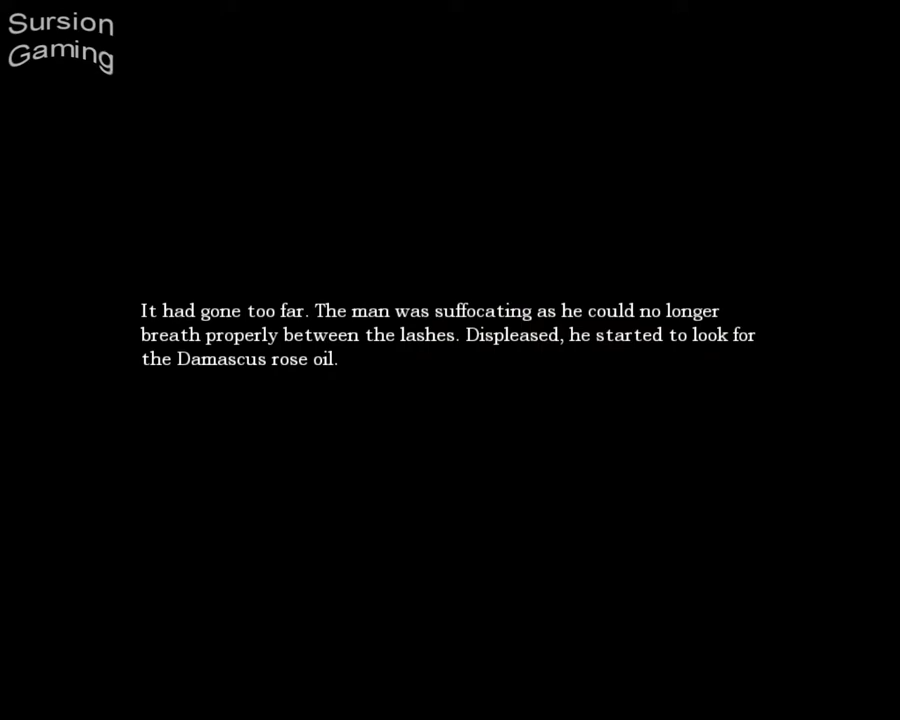 Sursion
Gaming
It had gone too far. The man was suffocating as he could no longer
breath properly between the lashes. Displeased, he started to look for
the Damascus rose oil.